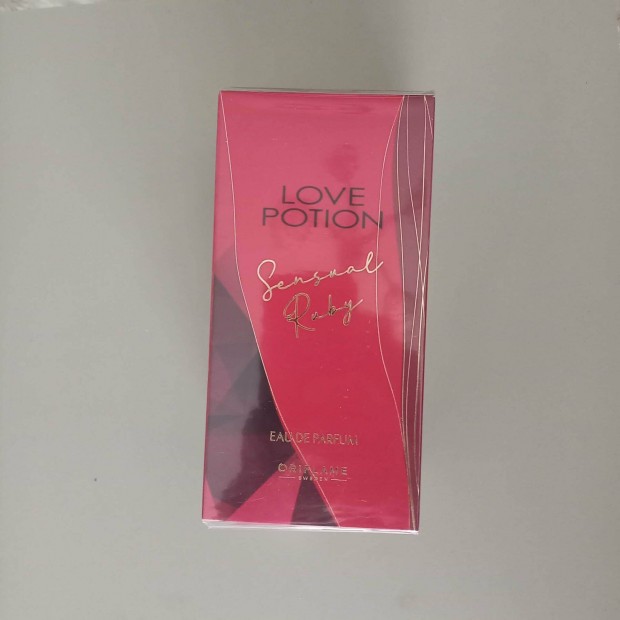 LOVE
POTION
Sensual
Ruby
EAU DE PARFUM
ORIFLAME
SWEDEN